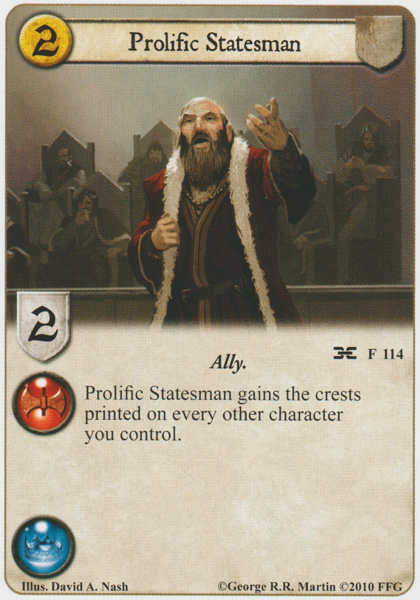 2
Prolific Statesman
2
Ally.
F 114
Prolific Statesman gains the crests
printed on every other character
you control.
Illus. David A. Nash
©George R.R. Martin ©2010 FFG